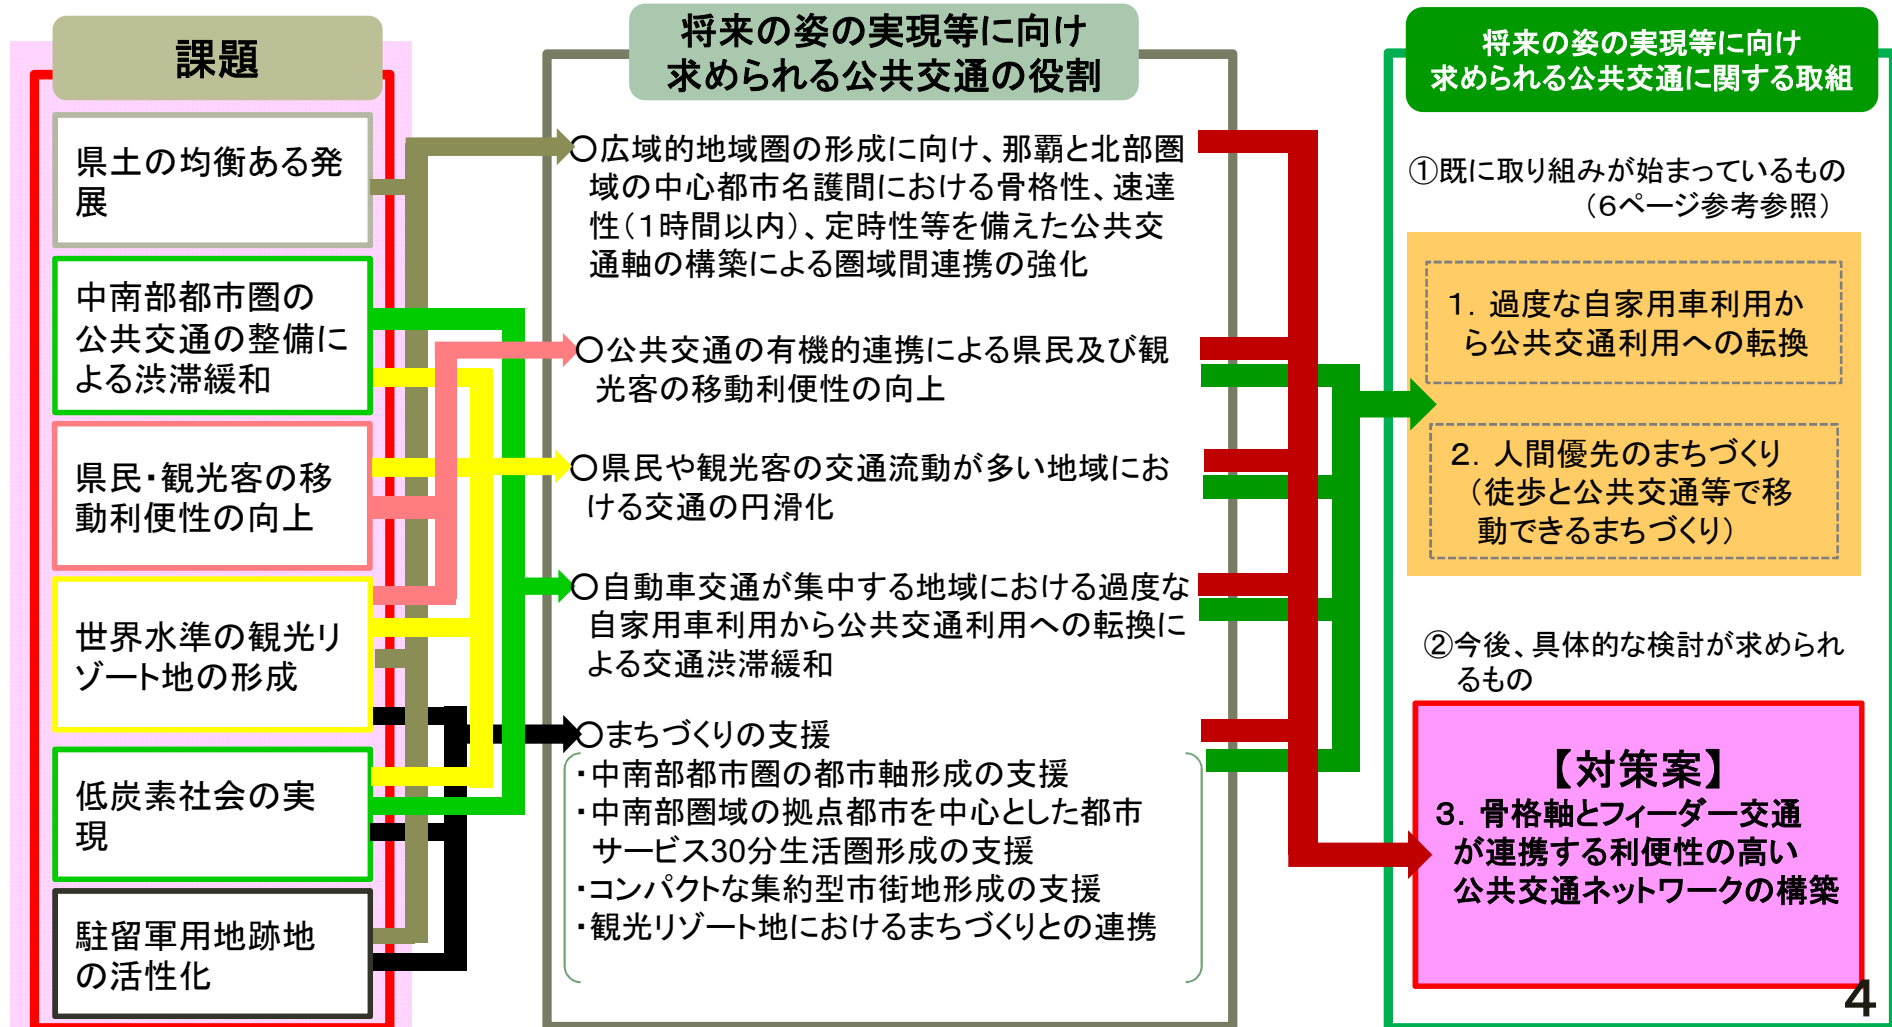 課題
県土の均衡ある発
展
中南部都市圏の
公共交通の整備に
よる渋滞緩和
県民・観光客の移
動利便性の向上
世界水準の観光リ
ゾート地の形成
低炭素社会の実
現
駐留軍用地跡地
の活性化
将来の姿の実現等に向け
求められる公共交通の役割
○広域的地域圏の形成に向け、那覇と北部圏
域の中心都市名護間における骨格性、速達
性(1時間以内)、定時性等を備えた公共交
通軸の構築による圏域間連携の強化
○公共交通の有機的連携による県民及び観
光客の移動利便性の向上
○県民や観光客の交通流動が多い地域にお
ける交通の円滑化
○自動車交通が集中する地域における過度な
自家用車利用から公共交通利用への転換に
よる交通渋滞緩和
○まちづくりの支援
・中南部都市圏の都市軸形成の支援
・中南部圏域の拠点都市を中心とした都市
サービス30分生活圏形成の支援
・コンパクトな集約型市街地形成の支援
・観光リゾート地におけるまちづくりとの連携
将来の姿の実現等に向け
求められる公共交通に関する取組
①既に取り組みが始まっているもの
(6ページ参考参照)
1．過度な自家用車利用か
ら公共交通利用への転換
2．人間優先のまちづくり
(徒歩と公共交通等で移
動できるまちづくり)
②今後、具体的な検討が求められ
るもの
【対策案】
3．骨格軸とフィーダー交通
が連携する利便性の高い
公共交通ネットワークの構築
4